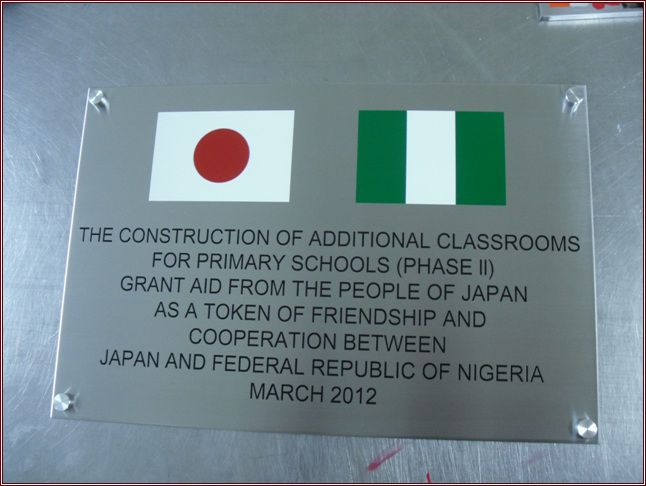 THE CONSTRUCTION OF ADDITIONAL CLASSROOMS
FOR PRIMARY SCHOOLS (PHASE II)
GRANT AID FROM THE PEOPLE OF JAPAN
AS A TOKEN OF FRIENDSHIP AND
COOPERATION BETWEEN
JAPAN AND FEDERAL REPUBLIC OF NIGERIA
MARCH 2012